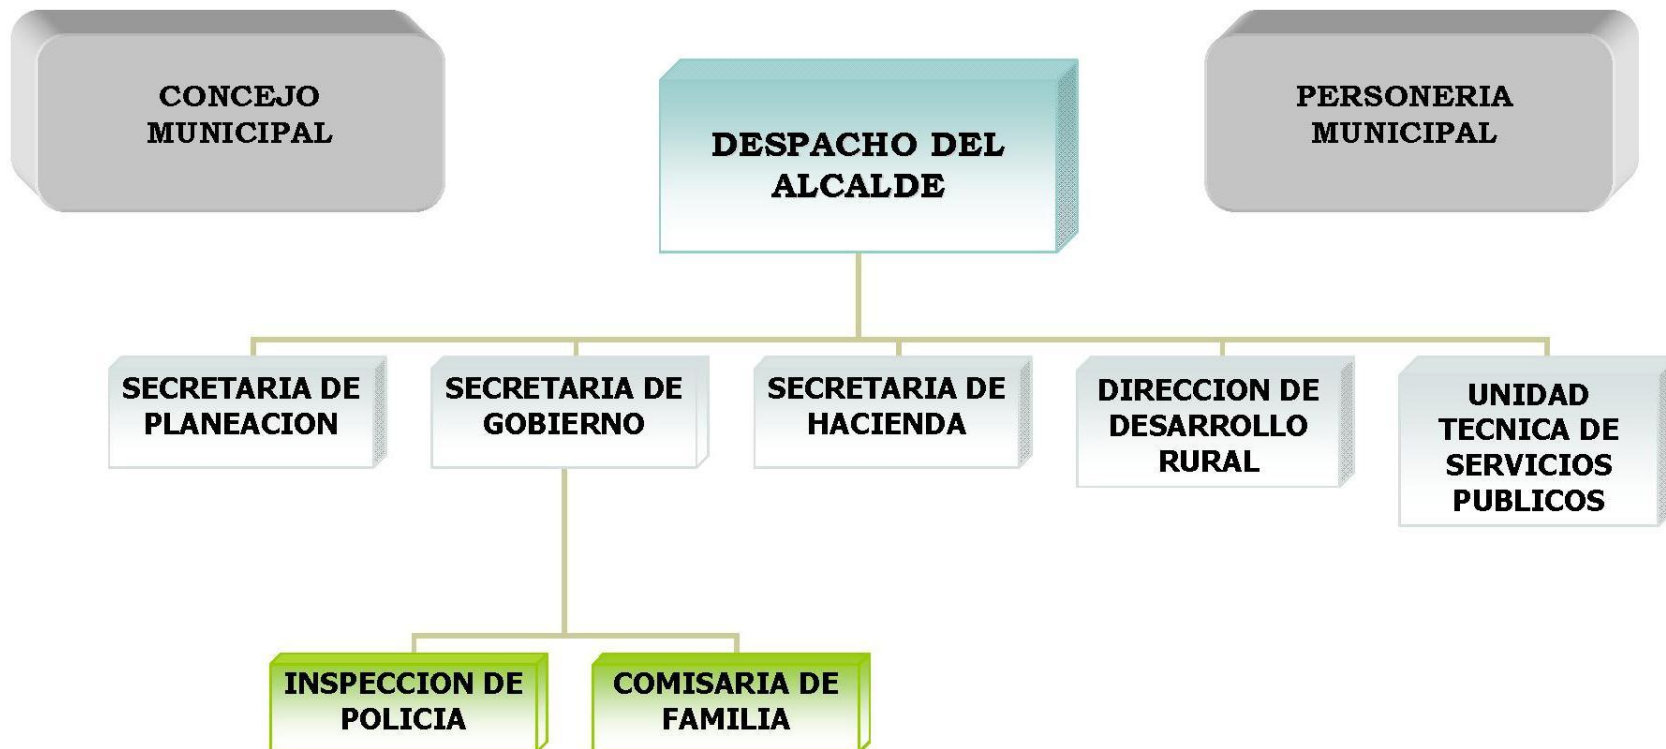 CONCEJO
MUNICIPAL
DESPACHO DEL
ALCALDE
PERSONERIA
MUNICIPAL
SECRETARIA DE
PLANEACION
SECRETARIA DE
GOBIERNO
SECRETARIA DE
HACIENDA
DIRECCION DE
DESARROLLO
RURAL
UNIDAD
TECNICA DE
SERVICIOS
PUBLICOS
INSPECCION DE
POLICIA
COMISARIA DE
FAMILIA